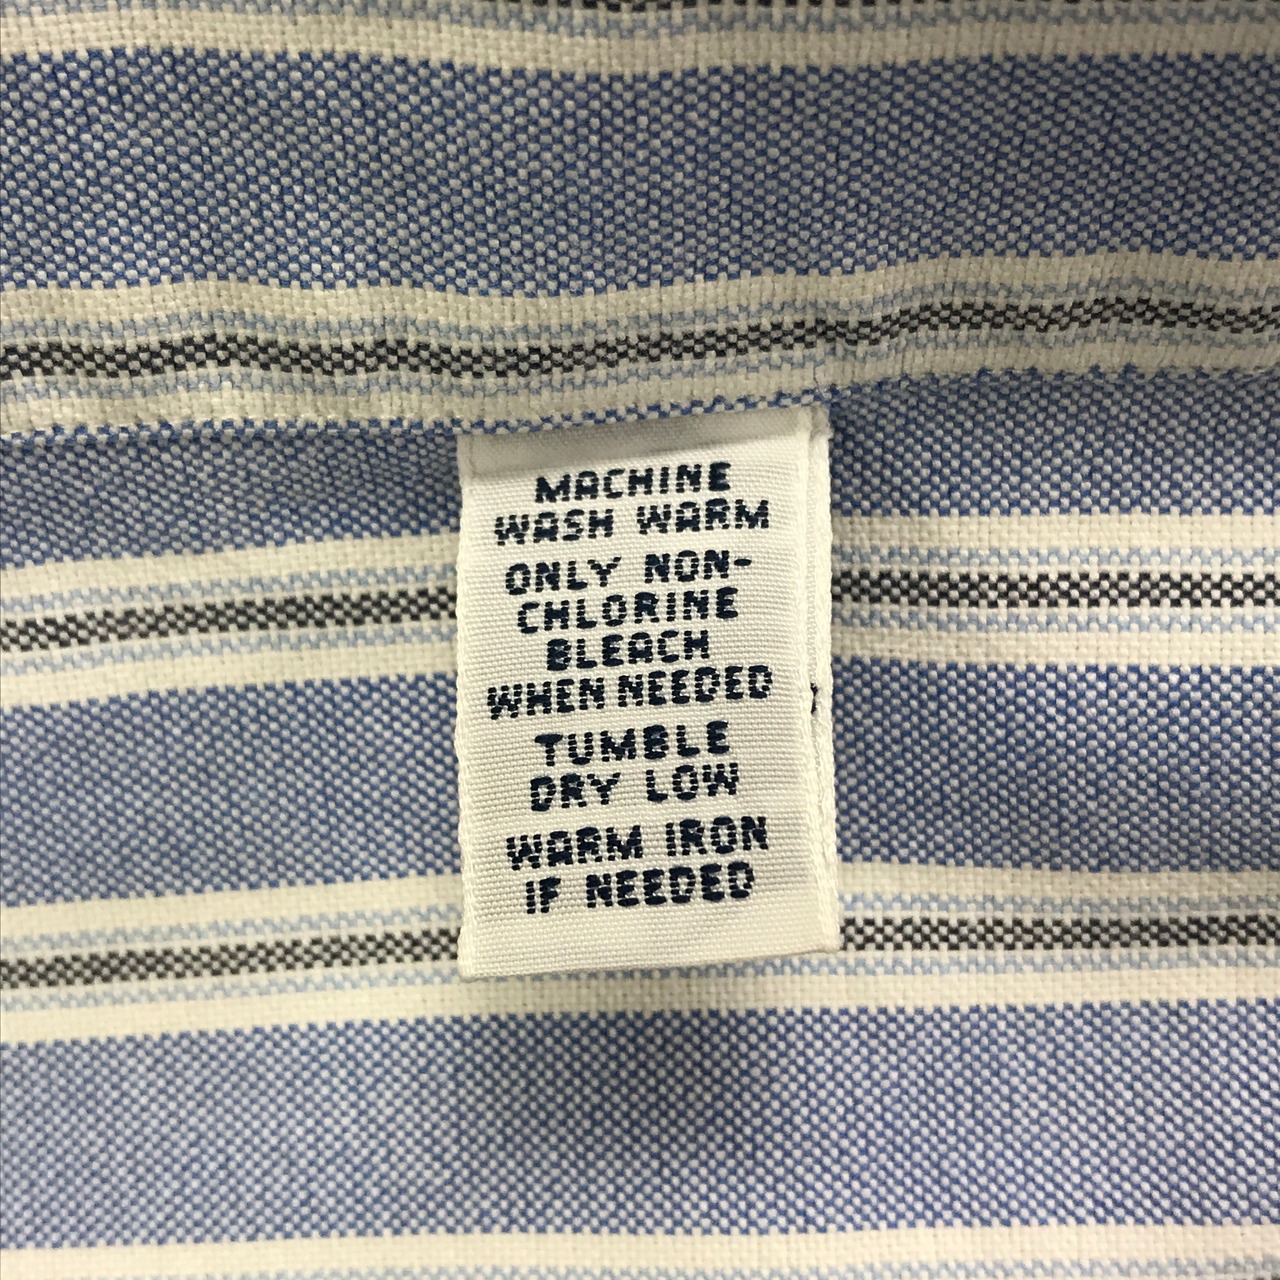 MACHINE
WASH WARM
ONLY NON-
CHLORINE
BLEACH
WHEN NEEDED
TUMBLE
DRY LOW
WARM IRON
IF NEEDED